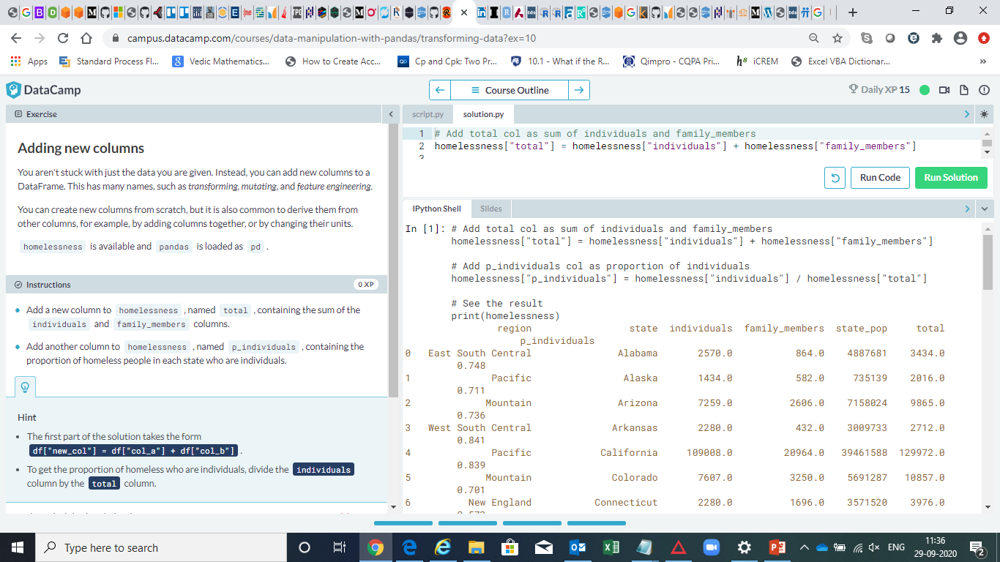 campus.datacamp.com/courses/data-manipulation-with-pandas/transforming-data?ex=10
Apps
Standard Process Fl...
Vedic Mathematics...
How to Create Acc...
Cp and Cpk: Two Pr...
10.1 - What if the R...
Qimpro - CQPA Pri...
iCREM
Excel VBA Dictionar...
»
DataCamp
Course Outline
Daily XP 15
Exercise
script.py
solution.py
Adding new columns
You aren't stuck with just the data you are given. Instead, you can add new columns to a
DataFrame. This has many names, such as transforming, mutating, and feature engineering.
You can create new columns from scratch, but it is also common to derive them from
other columns, for example, by adding columns together, or by changing their units.
homelessness is available and pandas is loaded as pd .
Instructions
0 XP
Add a new column to homelessness , named total , containing the sum of the
individuals and family_members columns.
Add another column to homelessness , named p_individuals , containing the
proportion of homeless people in each state who are individuals.
Hint
The first part of the solution takes the form
df["new_col"] = df["col_a"] + df["col_b"] .
To get the proportion of homeless who are individuals, divide the individuals
column by the total column.
1 # Add total col as sum of individuals and family_members
2 homelessness["total"] = homelessness["individuals"] + homelessness["family_members"]
Run Code
Run Solution
IPython Shell
Slides
In [1]: # Add total col as sum of individuals and family_members
homelessness["total"] = homelessness["individuals"] + homelessness["family_members"]
# Add p_individuals col as proportion of individuals
homelessness["p_individuals"] = homelessness["individuals"] / homelessness["total"]
# See the result
print(homelessness)
region state individuals family_members state_pop total
p_individuals
0 East South Central Alabama 2570.0 864.0 4887681 3434.0
0.748
1 Pacific Alaska 1434.0 582.0 735139 2016.0
0.711
2 Mountain Arizona 7259.0 2606.0 7158024 9865.0
0.736
3 West South Central Arkansas 2280.0 432.0 3009733 2712.0
0.841
4 Pacific California 109008.0 20964.0 39461588 129972.0
0.839
5 Mountain Colorado 7607.0 3250.0 5691287 10857.0
0.701
6 New England Connecticut 2280.0 1696.0 3571520 3976.0
Type here to search
ENG
11:36
29-09-2020
2